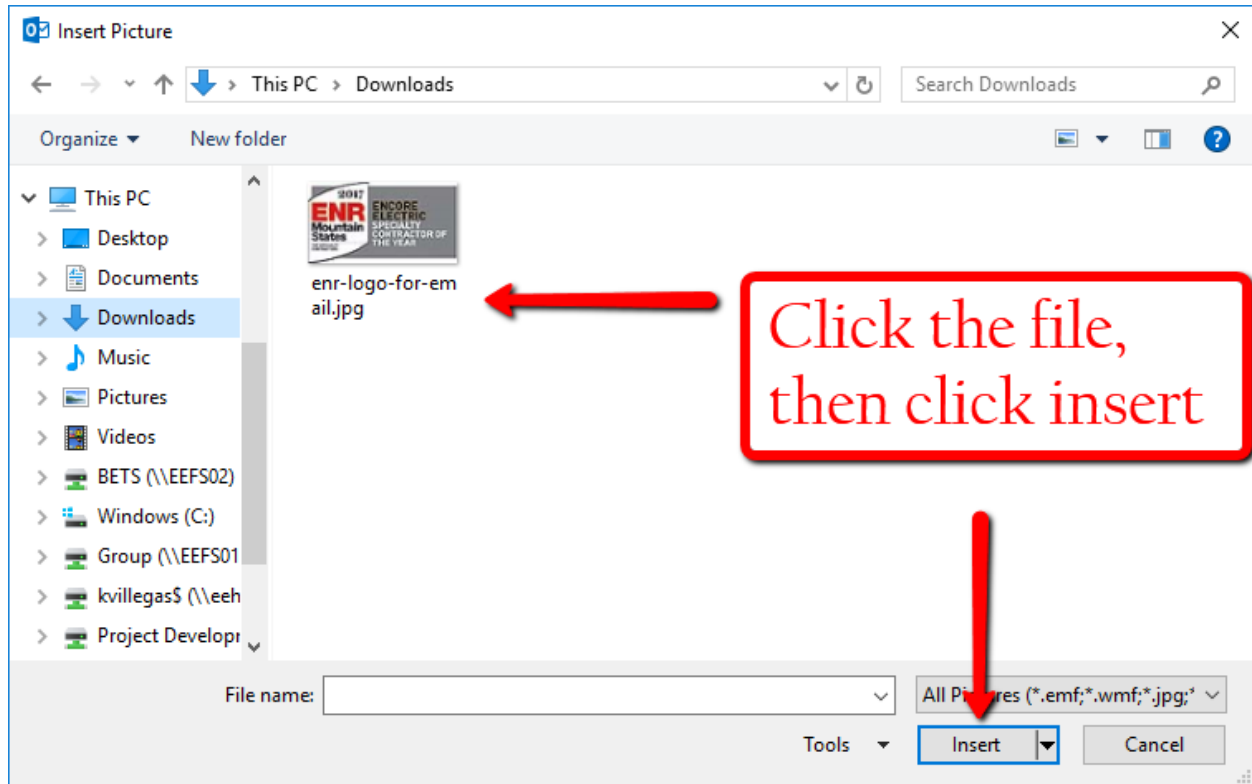 Insert Picture
This PC > Downloads
Search Downloads
Organize
New folder
This PC
Desktop
Documents
Downloads
Music
Pictures
Videos
BETS (\\EEFS02)
Windows (C:)
Group (\\EEFS01
kvillegas$ (\\eeh
Project Developr
2017
ENR
Mountain
States
ENCORE
ELECTRIC
SPECIALTY
CONTRACTOR OF
THE YEAR
enr-logo-for-em
ail.jpg
Click the file,
then click insert
File name:
All Pictures (*.emf;*.wmf;*.jpg;*
Tools
Insert
Cancel